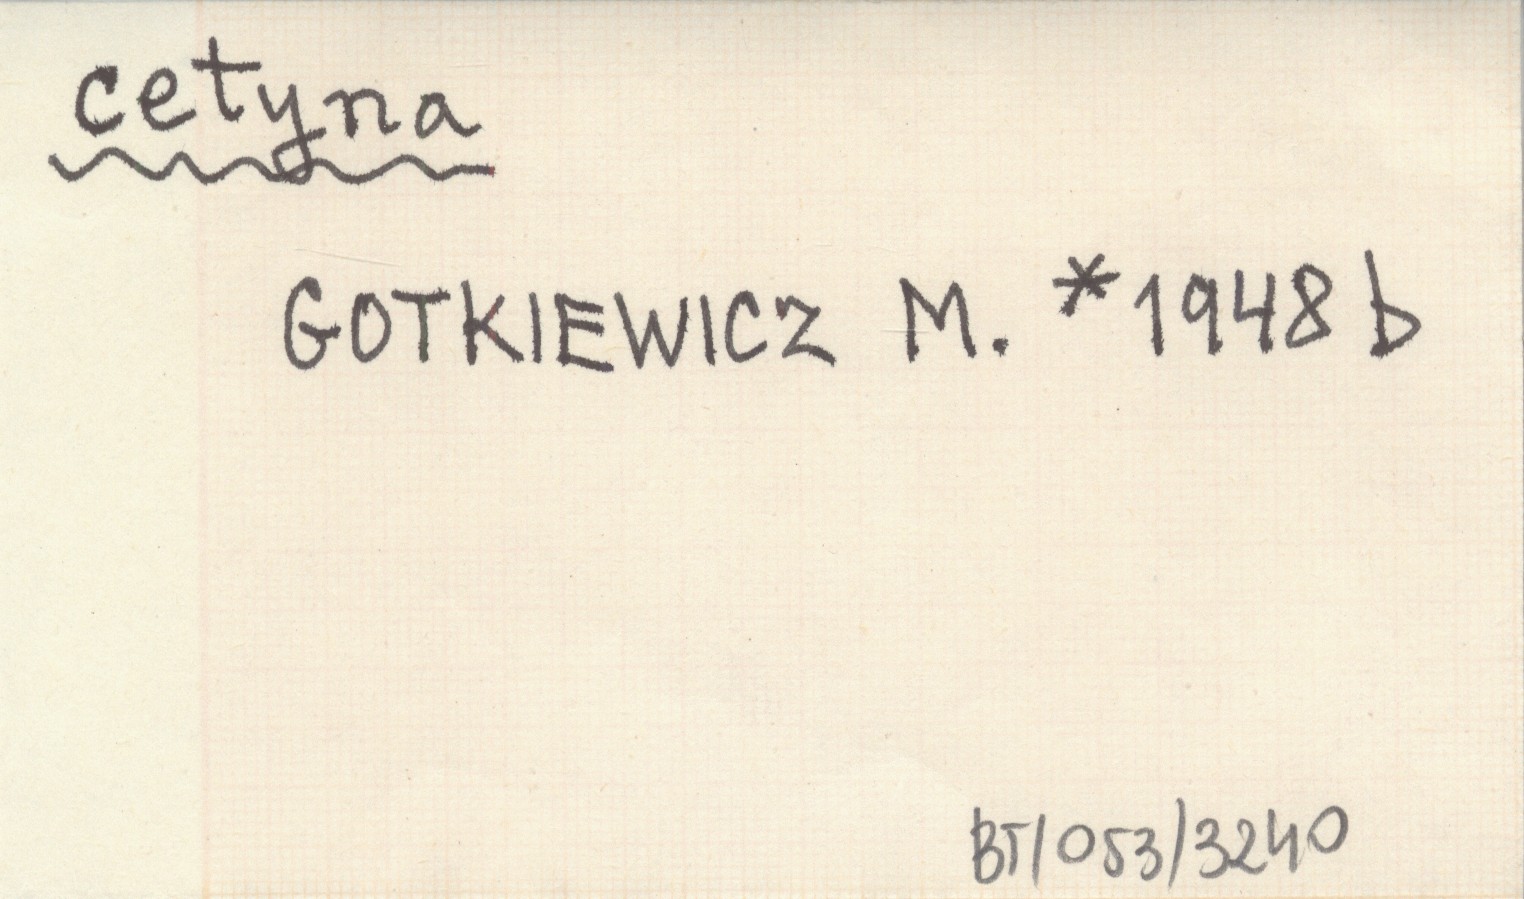 cetyna
GOTKIEWICZ M. *1948 b
BT/053/3240